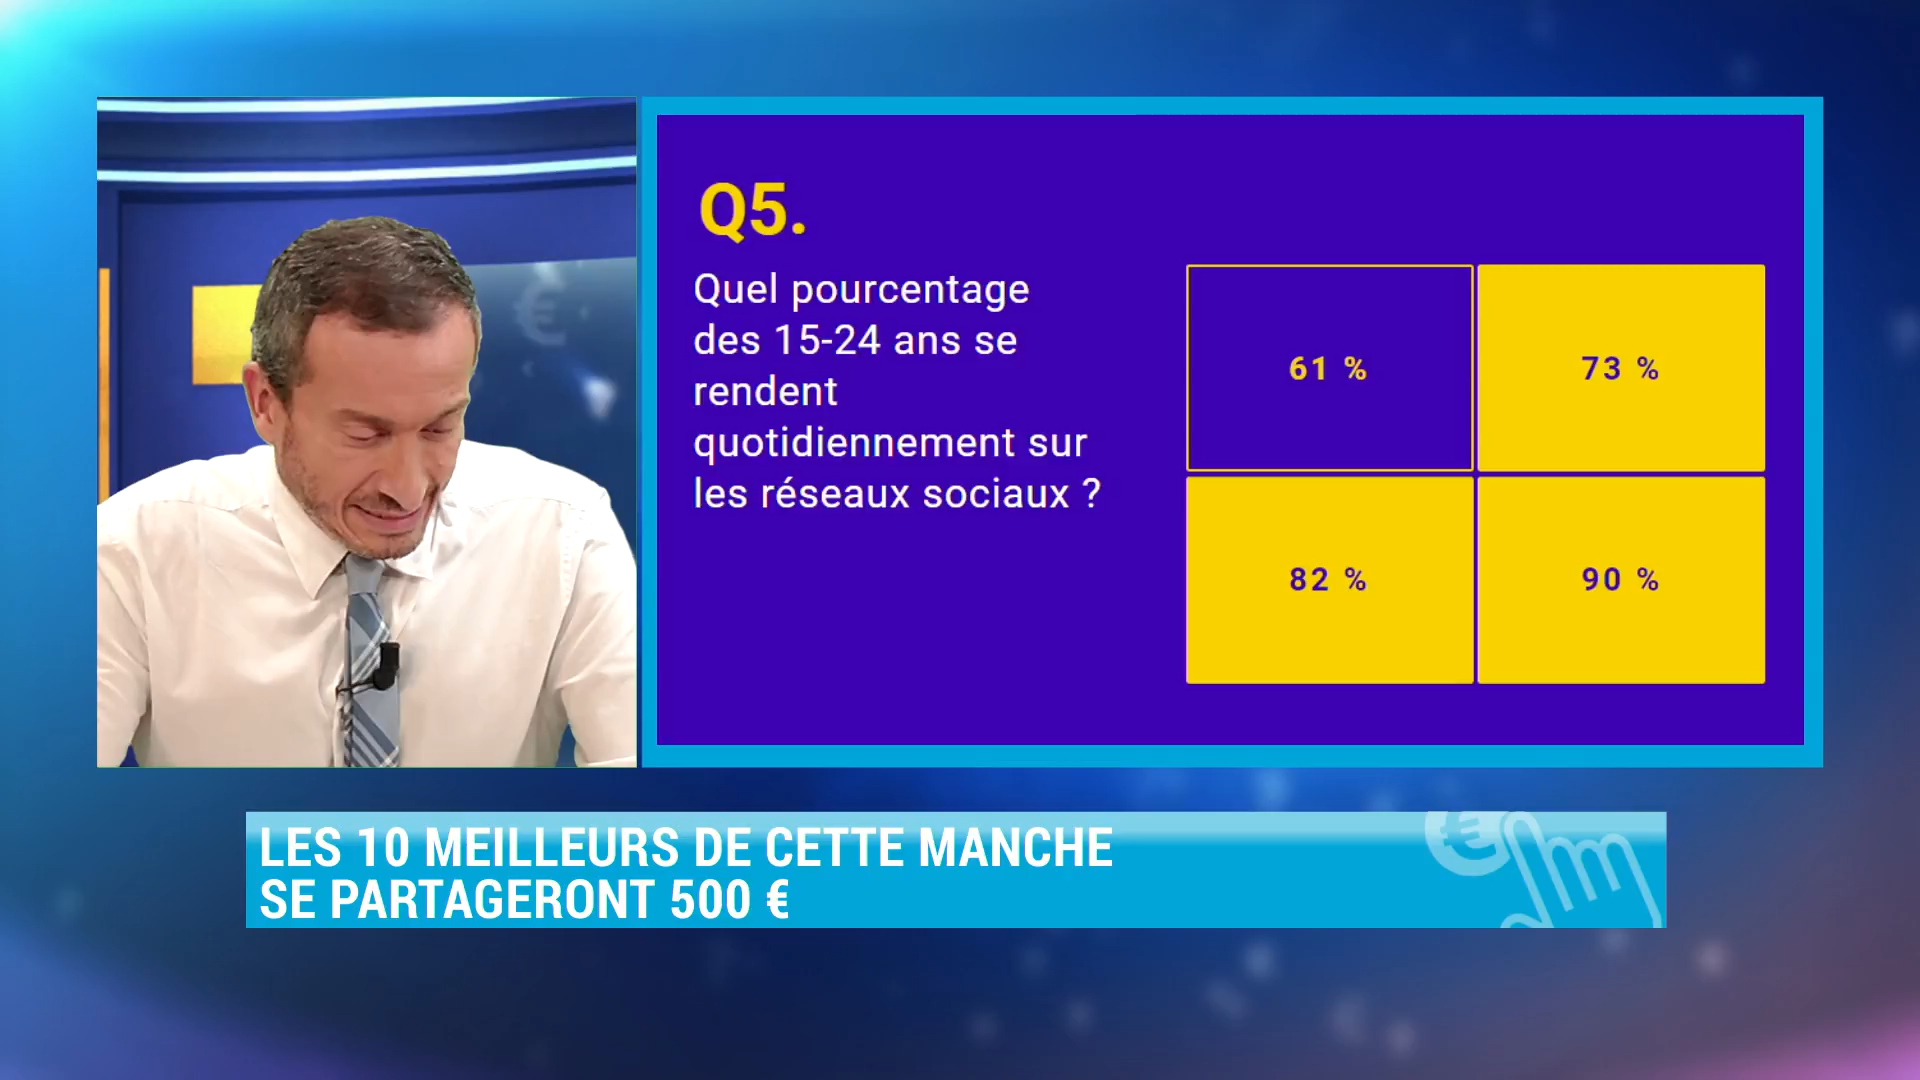 Q5.
Quel pourcentage
des 15-24 ans se
rendent
quotidiennement sur
les réseaux sociaux ?
61 %
73 %
82 %
90 %
LES 10 MEILLEURS DE CETTE MANCHE
SE PARTAGERONT 500 €